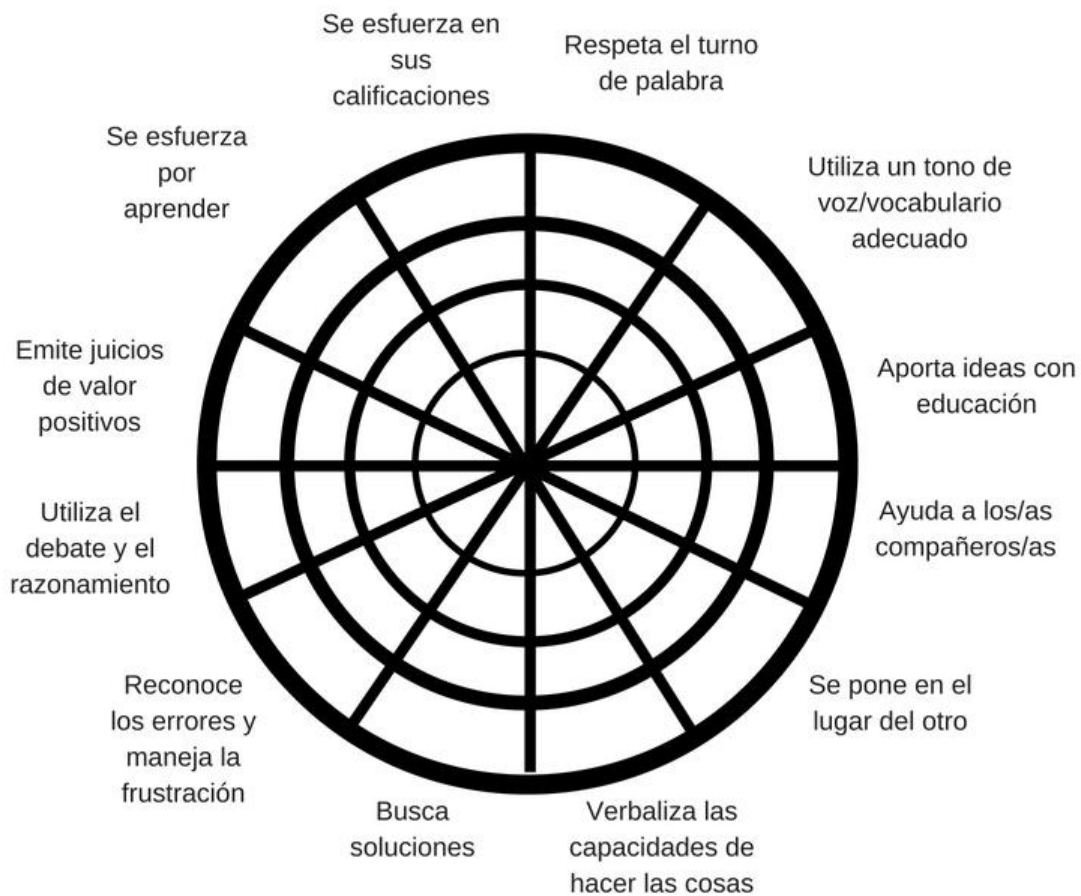 Se esfuerza en
sus
calificaciones
Respeta el turno
de palabra
Se esfuerza
por
aprender
Utiliza un tono de
voz/vocabulario
adecuado
Emite juicios
de valor
positivos
Aporta ideas con
educación
Utiliza el
debate y el
razonamiento
Ayuda a los/as
compañeros/as
Reconoce
los errores y
maneja la
frustración
Se pone en el
lugar del otro
Busca
soluciones
Verbaliza las
capacidades de
hacer las cosas